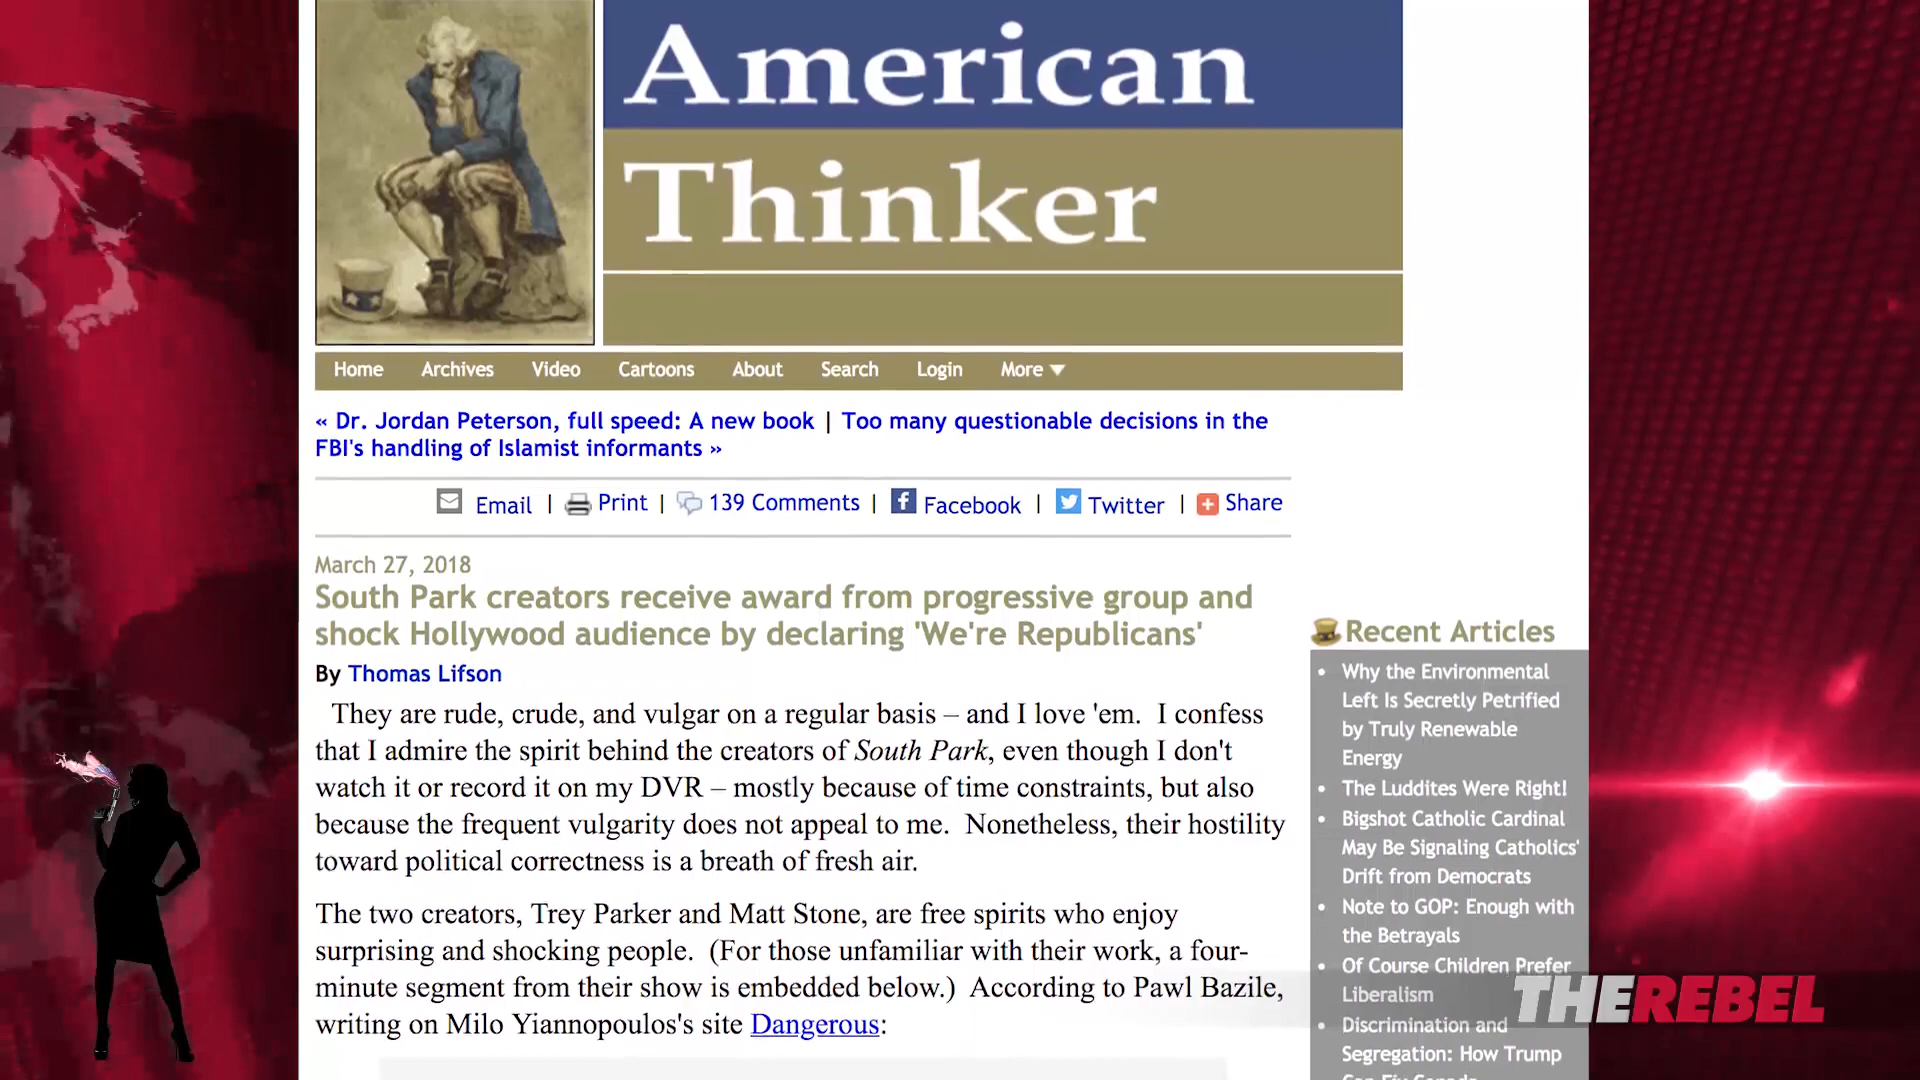 American
Thinker
Home Archives Video Cartoons About Search Login More ▼
« Dr. Jordan Peterson, full speed: A new book | Too many questionable decisions in the
FBI's handling of Islamist informants »
Email | Print | 139 Comments | Facebook | Twitter | Share
March 27, 2018
South Park creators receive award from progressive group and
shock Hollywood audience by declaring 'We're Republicans'
By Thomas Lifson
They are rude, crude, and vulgar on a regular basis – and I love 'em. I confess
that I admire the spirit behind the creators of South Park, even though I don't
watch it or record it on my DVR – mostly because of time constraints, but also
because the frequent vulgarity does not appeal to me. Nonetheless, their hostility
toward political correctness is a breath of fresh air.
The two creators, Trey Parker and Matt Stone, are free spirits who enjoy
surprising and shocking people. (For those unfamiliar with their work, a four-
minute segment from their show is embedded below.) According to Pawl Bazile,
writing on Milo Yiannopoulos's site Dangerous:
Recent Articles
• Why the Environmental
Left Is Secretly Petrified
by Truly Renewable
Energy
• The Luddites Were Right!
• Bigshot Catholic Cardinal
May Be Signaling Catholics'
Drift from Democrats
• Note to GOP: Enough with
the Betrayals
• Of Course Children Prefer
Liberalism
• Discrimination and
Segregation: How Trump
THEREBEL